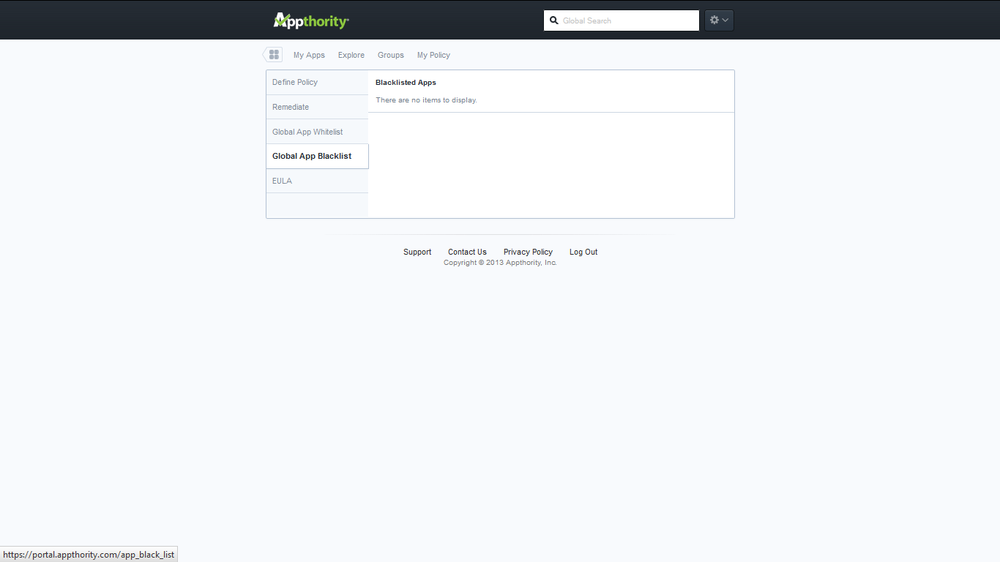 Appthority
Global Search
My Apps Explore Groups My Policy
Define Policy
Remediate
Global App Whitelist
Global App Blacklist
EULA
Blacklisted Apps
There are no items to display.
Support Contact Us Privacy Policy Log Out
Copyright © 2013 Appthority, Inc.
https://portal.appthority.com/app_black_list